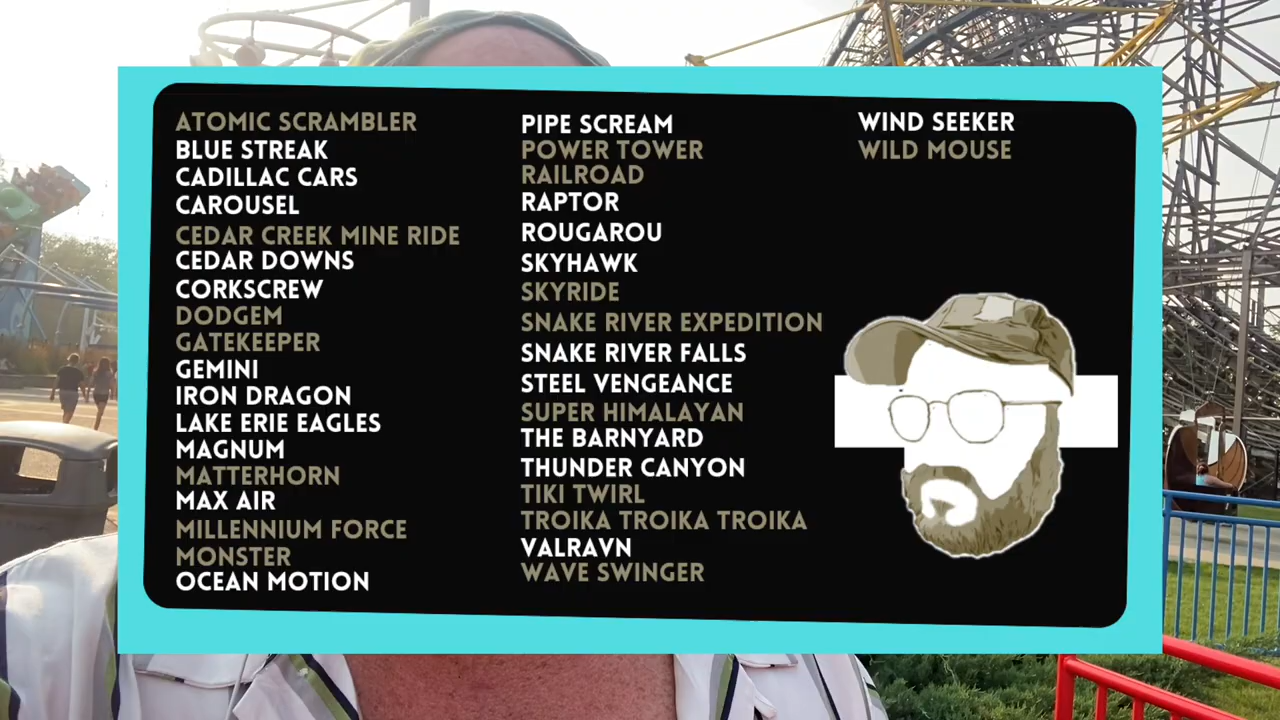 ATOMIC SCRAMBLER
BLUE STREAK
CADILLAC CARS
CAROUSEL
CEDAR CREEK MINE RIDE
CEDAR DOWNS
CORKSCREW
DODGEM
GATEKEEPER
GEMINI
IRON DRAGON
LAKE ERIE EAGLES
MAGNUM
MATTERHORN
MAX AIR
MILLENNIUM FORCE
MONSTER
OCEAN MOTION
PIPE SCREAM
POWER TOWER
RAILROAD
RAPTOR
ROUGAROU
SKYHAWK
SKYRIDE
SNAKE RIVER EXPEDITION
SNAKE RIVER FALLS
STEEL VENGEANCE
SUPER HIMALAYAN
THE BARNYARD
THUNDER CANYON
TIKI TWIRL
TROIKA TROIKA TROIKA
VALRAVN
WAVE SWINGER
WIND SEEKER
WILD MOUSE